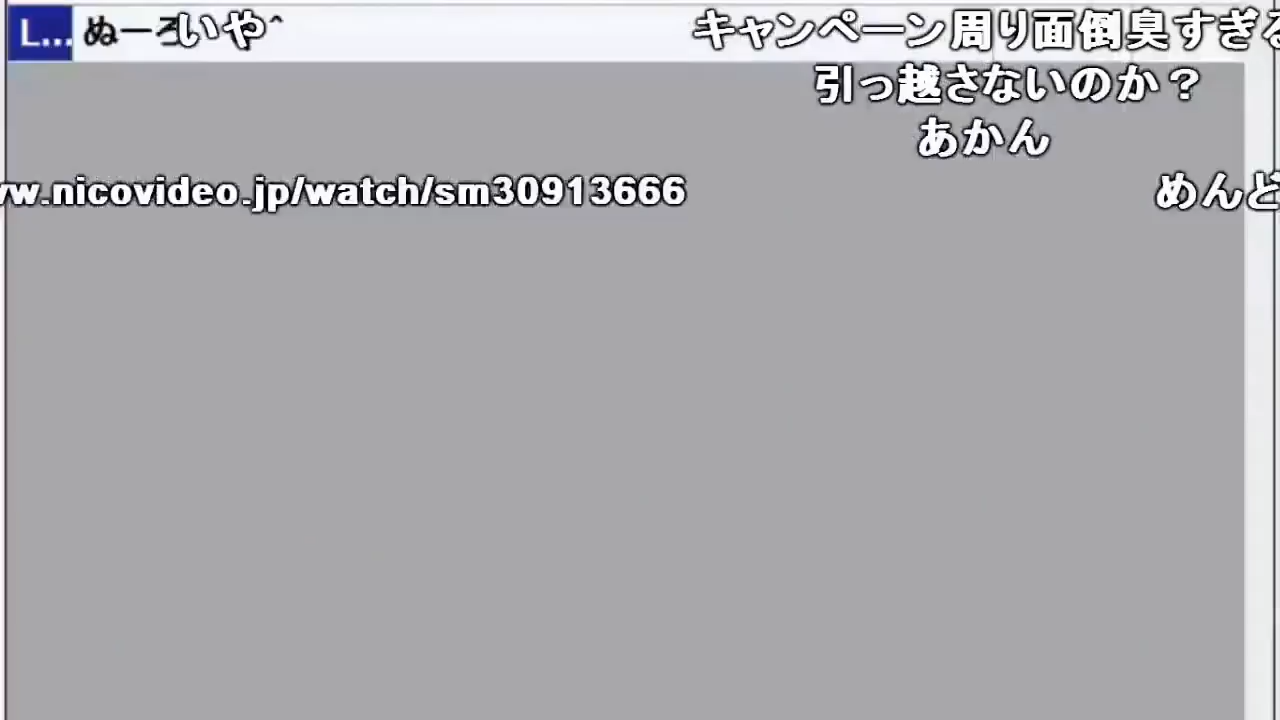 L... ぬーろ いや^
キャンペーン周り面倒臭すぎる
引っ越さないのか？
あかん
ww.nicovideo.jp/watch/sm30913666
めんど